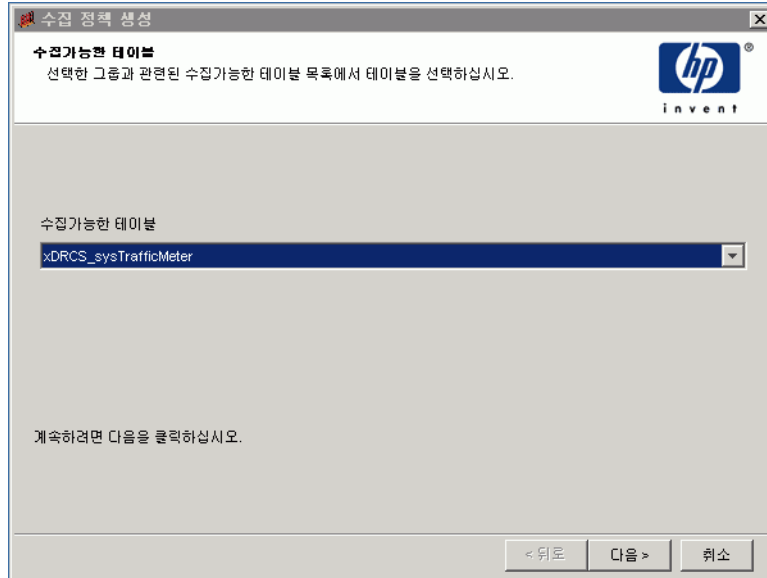 수집 정책 생성
수집가능한 테이블
선택한 그룹과 관련된 수집가능한 테이블 목록에서 테이블을 선택하십시오.
hp
®
invent
수집가능한 테이블
xDRCS_sysTrafficMeter
계속하려면 다음을 클릭하십시오.
< 뒤로
다음 >
취소